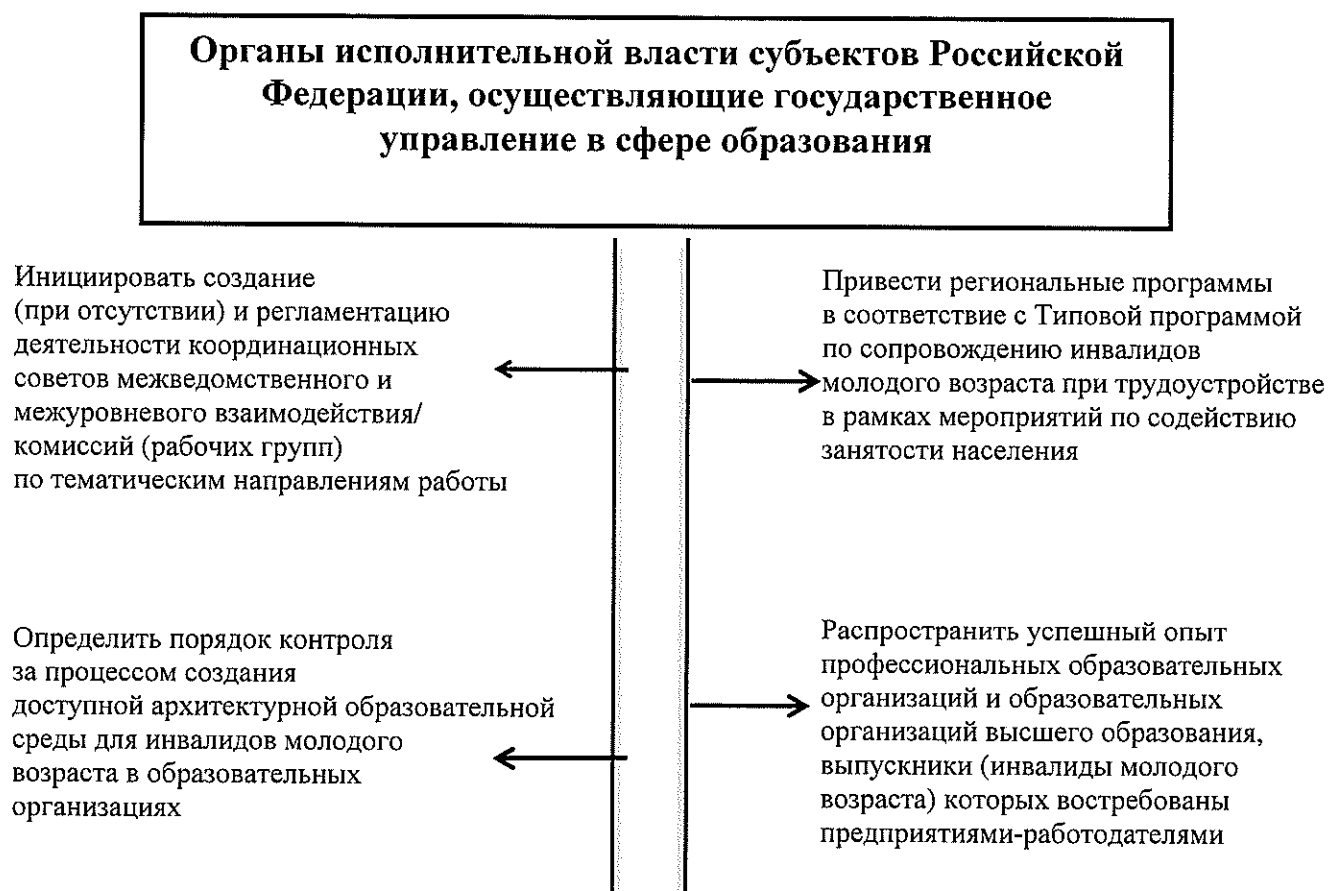 Органы исполнительной власти субъектов Российской
Федерации, осуществляющие государственное
управление в сфере образования
Инициировать создание
(при отсутствии) и регламентацию
деятельности координационных
советов межведомственного и
межуровневого взаимодействия/
комиссий (рабочих групп)
по тематическим направлениям работы
Привести региональные программы
в соответствие с Типовой программой
по сопровождению инвалидов
молодого возраста при трудоустройстве
в рамках мероприятий по содействию
занятости населения
Определить порядок контроля
за процессом создания
доступной архитектурной образовательной
среды для инвалидов молодого
возраста в образовательных
организациях
Распространить успешный опыт
профессиональных образовательных
организаций и образовательных
организаций высшего образования,
выпускники (инвалиды молодого
возраста) которых востребованы
предприятиями-работодателями